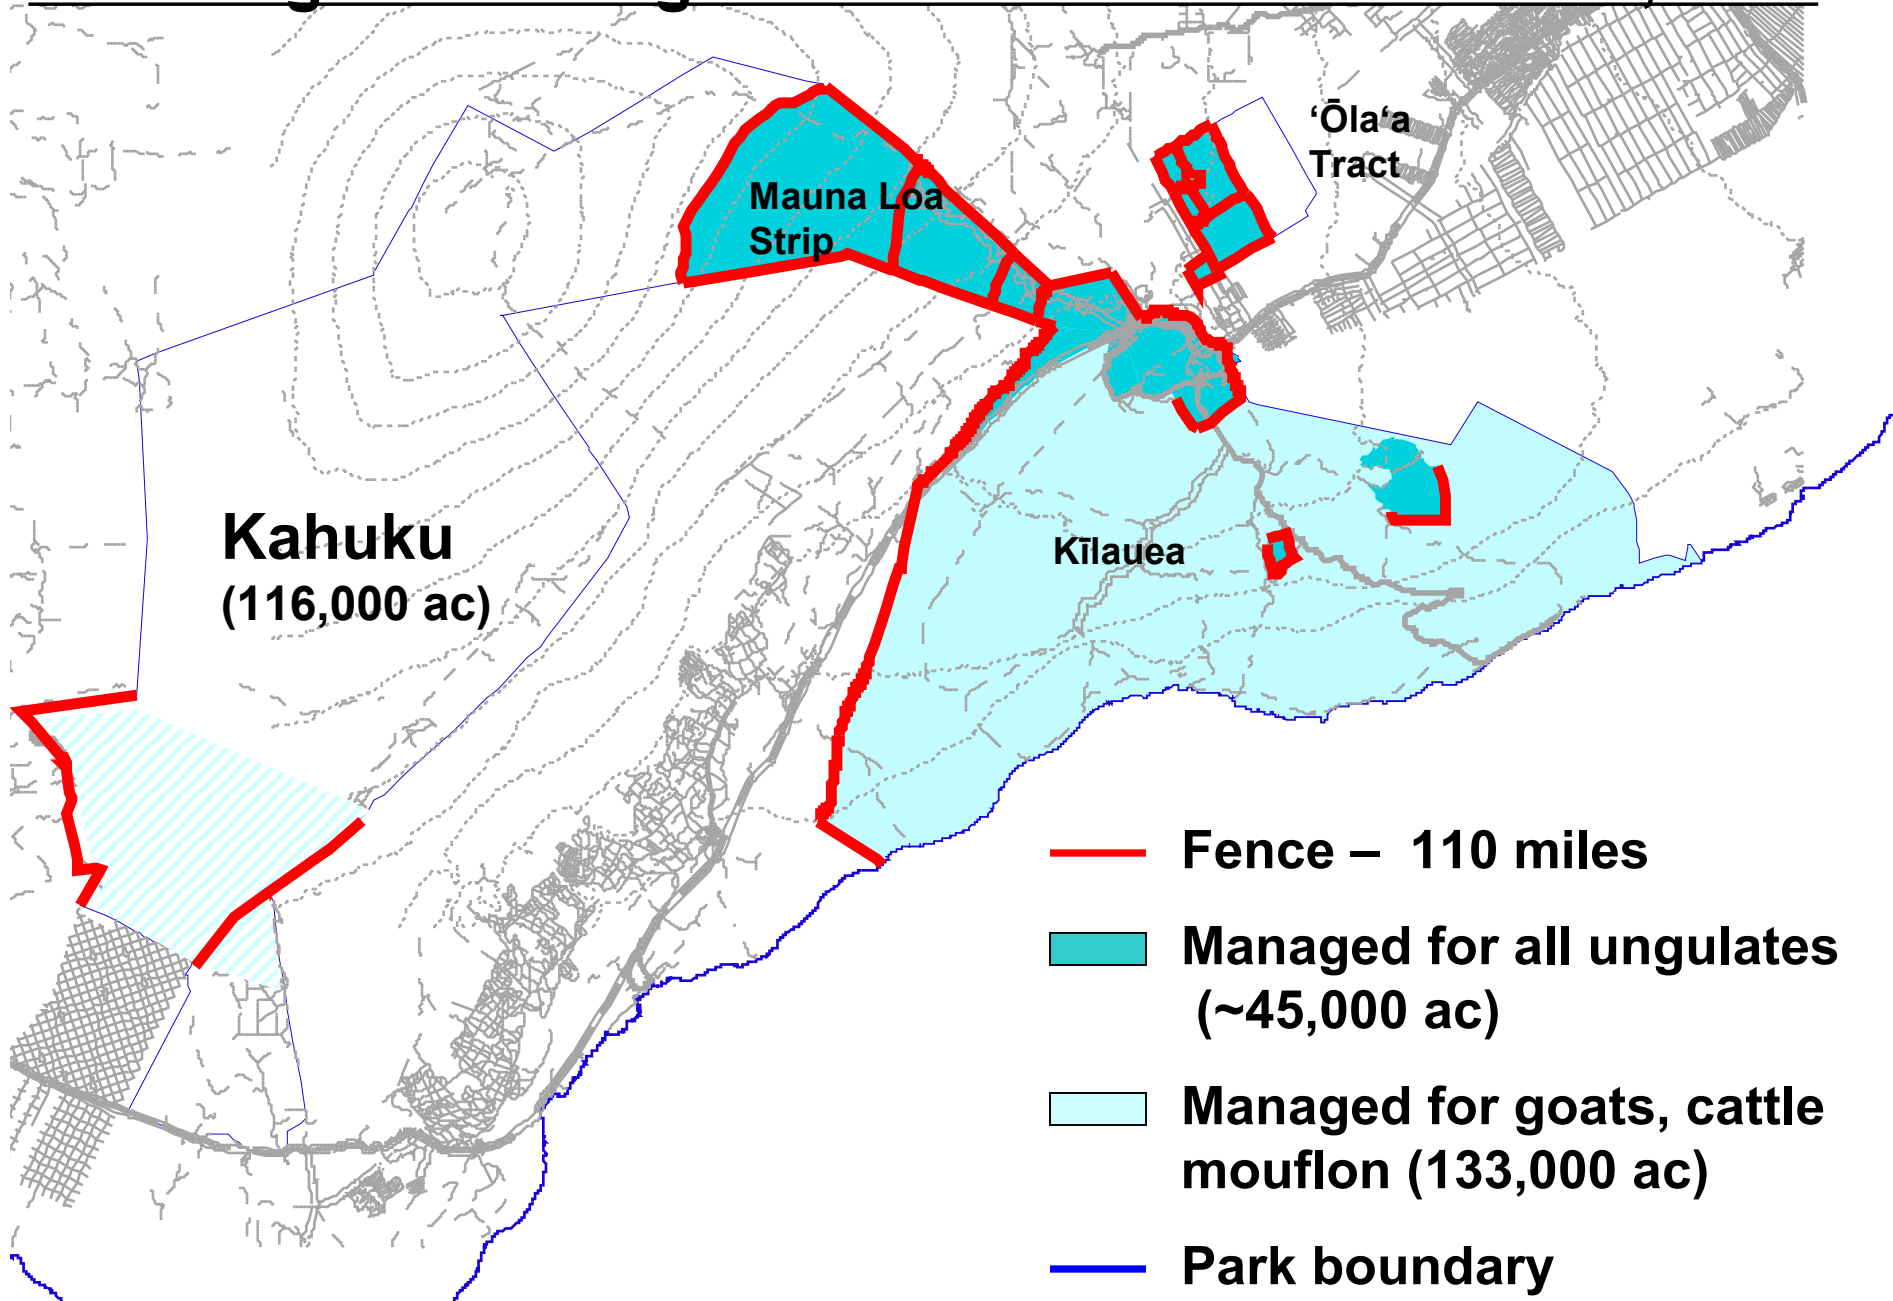 ‘Ōla‘a
Tract
Mauna Loa
Strip
Kahuku
(116,000 ac)
Kīlauea
Fence – 110 miles
Managed for all ungulates
(~45,000 ac)
Managed for goats, cattle
mouflon (133,000 ac)
Park boundary